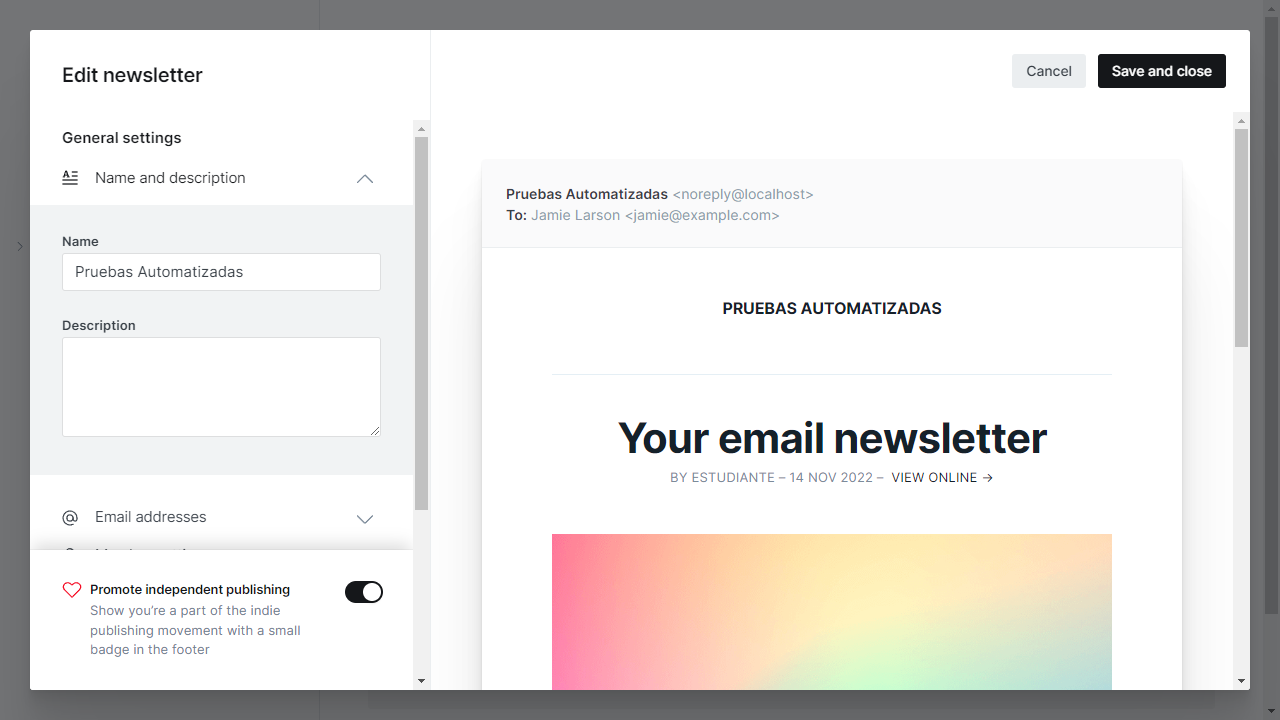 Edit newsletter
Cancel
Save and close
General settings
Name and description
Name
Pruebas Automatizadas
Description
Email addresses
Promote independent publishing
Show you're a part of the indie
publishing movement with a small
badge in the footer
Pruebas Automatizadas <noreply@localhost>
To: Jamie Larson <jamie@example.com>
PRUEBAS AUTOMATIZADAS
Your email newsletter
BY ESTUDIANTE – 14 NOV 2022 – VIEW ONLINE →